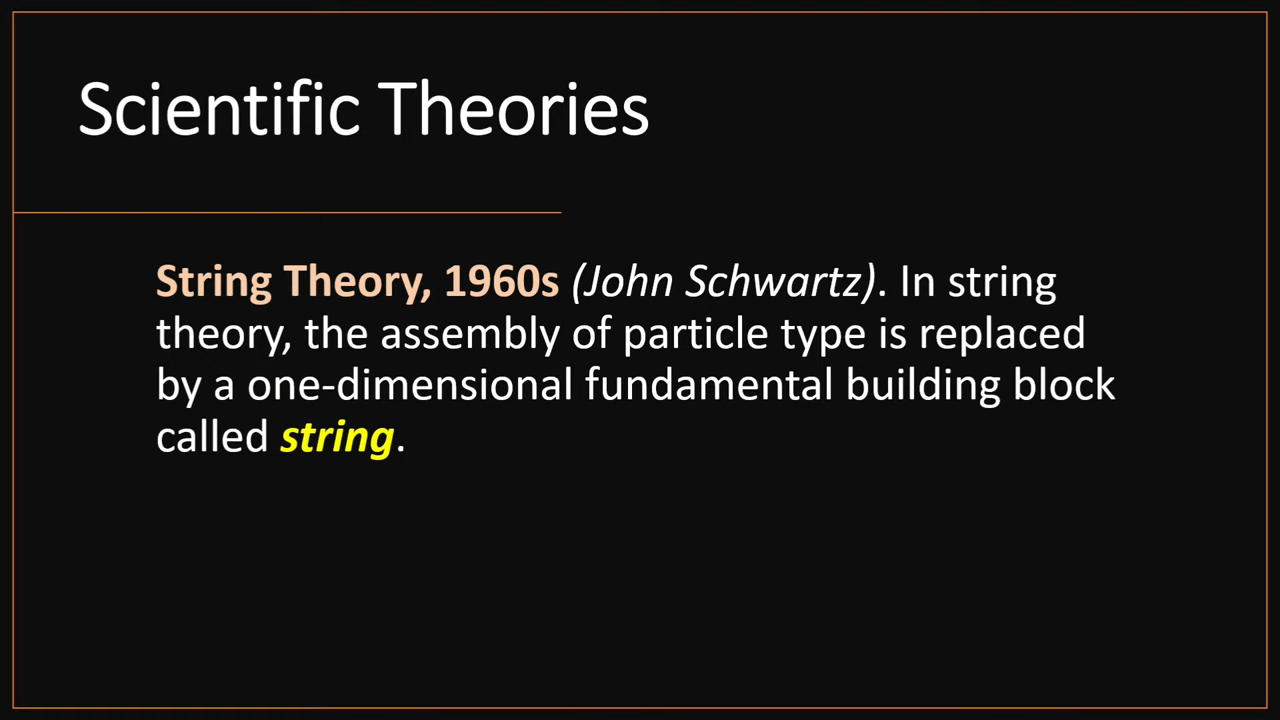 Scientific Theories
String Theory, 1960s (John Schwartz). In string
theory, the assembly of particle type is replaced
by a one-dimensional fundamental building block
called string.